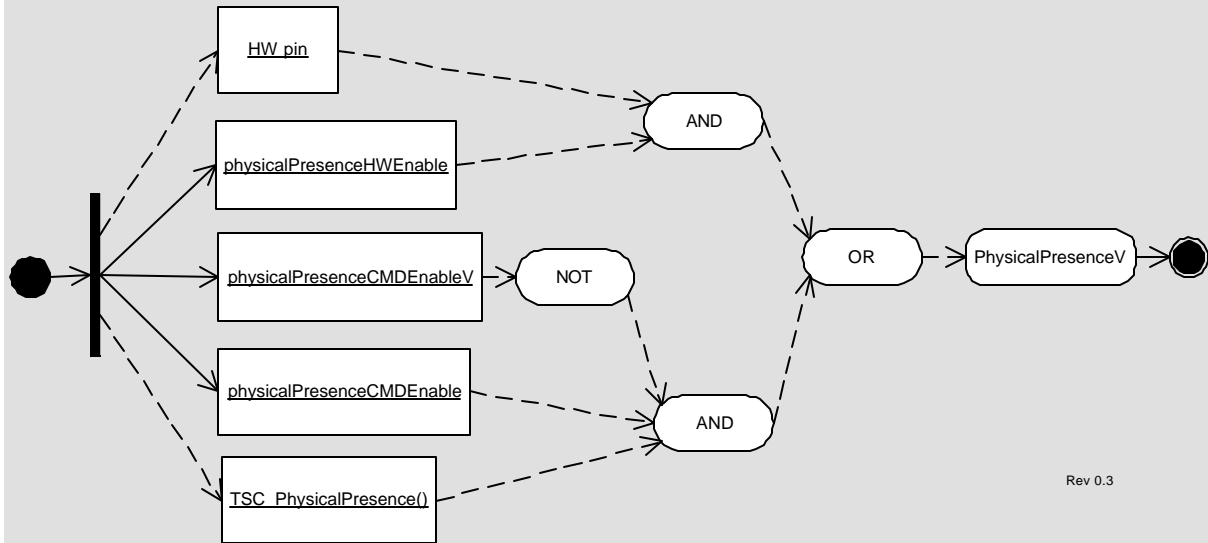 HW pin
AND
physicalPresenceHWEnable
physicalPresenceCMDEnableV
NOT
OR
PhysicalPresenceV
physicalPresenceCMDEnable
AND
TSC_PhysicalPresence()
Rev 0.3